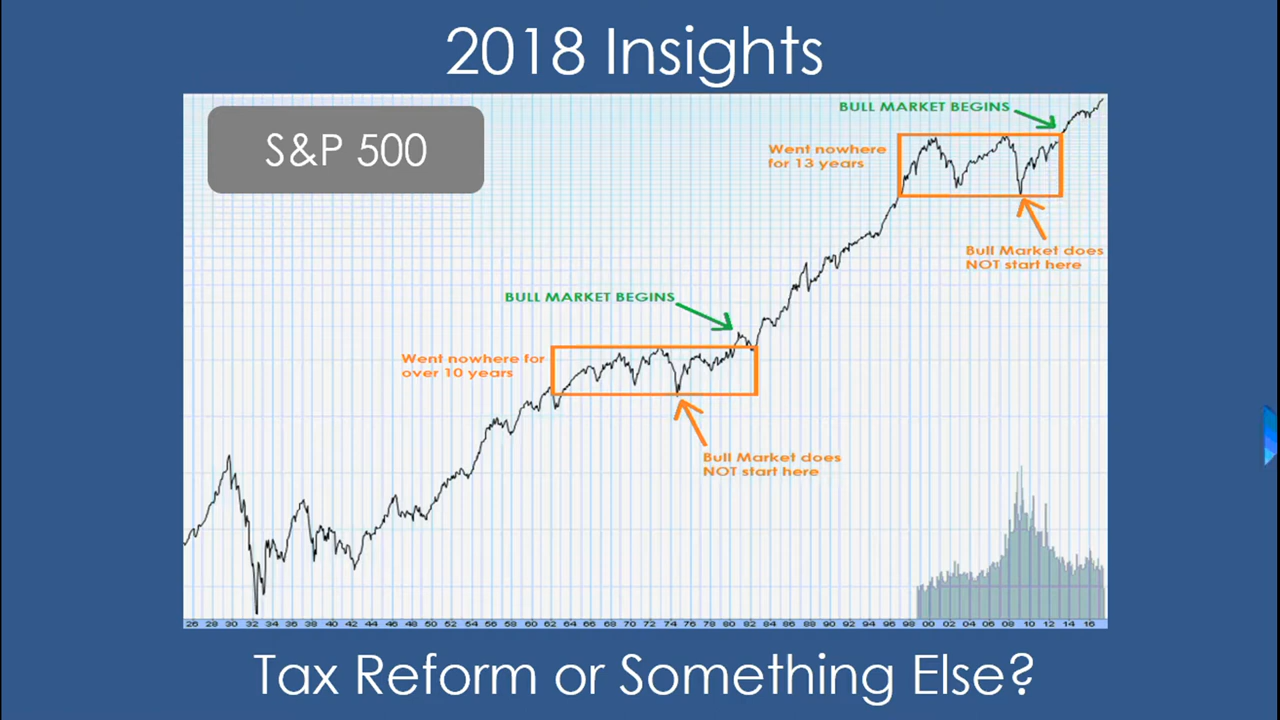 2018 Insights
S&P 500
BULL MARKET BEGINS
Went nowhere
for 13 years
Bull Market does
NOT start here
BULL MARKET BEGINS
Went nowhere for
over 10 years
Bull Market does
NOT start here
26 28 30 32 34 36 38 40 42 44 46 48 50 52 54 56 58 60 62 64 66 68 70 72 74 76 78 80 82 84 86 88 90 92 94 96 98 00 02 04 06 08 10 12 14 16
Tax Reform or Something Else?